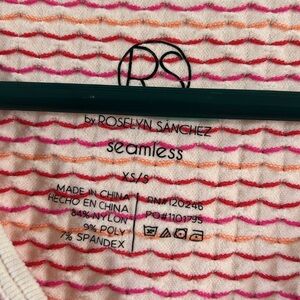 RS
by ROSELYN SÁNCHEZ
seamless
XS/S
MADE IN CHINA
HECHO EN CHINA
84% NYLON
9% POLY
7% SPANDEX
RN# 120246
PO# 1101795